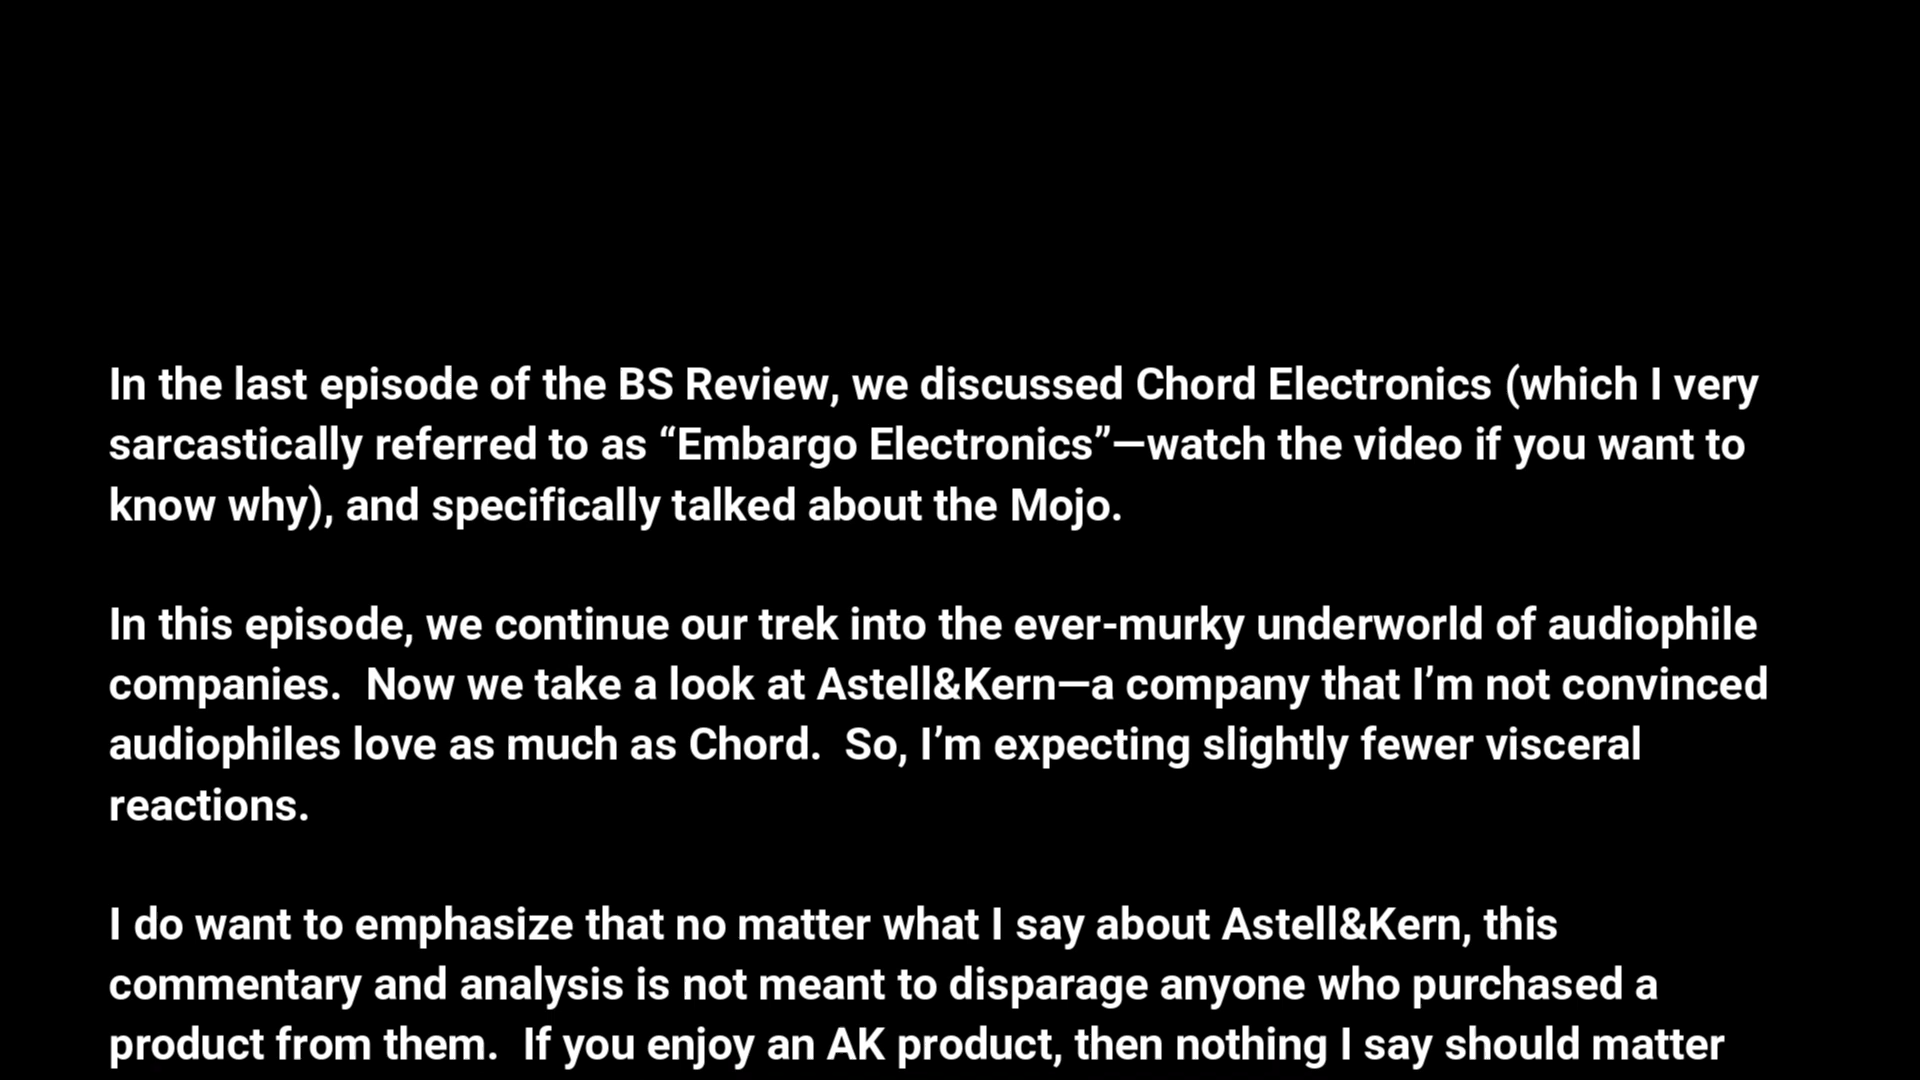 In the last episode of the BS Review, we discussed Chord Electronics (which I very
sarcastically referred to as “Embargo Electronics”—watch the video if you want to
know why), and specifically talked about the Mojo.
In this episode, we continue our trek into the ever-murky underworld of audiophile
companies.  Now we take a look at Astell&Kern—a company that I’m not convinced
audiophiles love as much as Chord.  So, I’m expecting slightly fewer visceral
reactions.
I do want to emphasize that no matter what I say about Astell&Kern, this
commentary and analysis is not meant to disparage anyone who purchased a
product from them.  If you enjoy an AK product, then nothing I say should matter